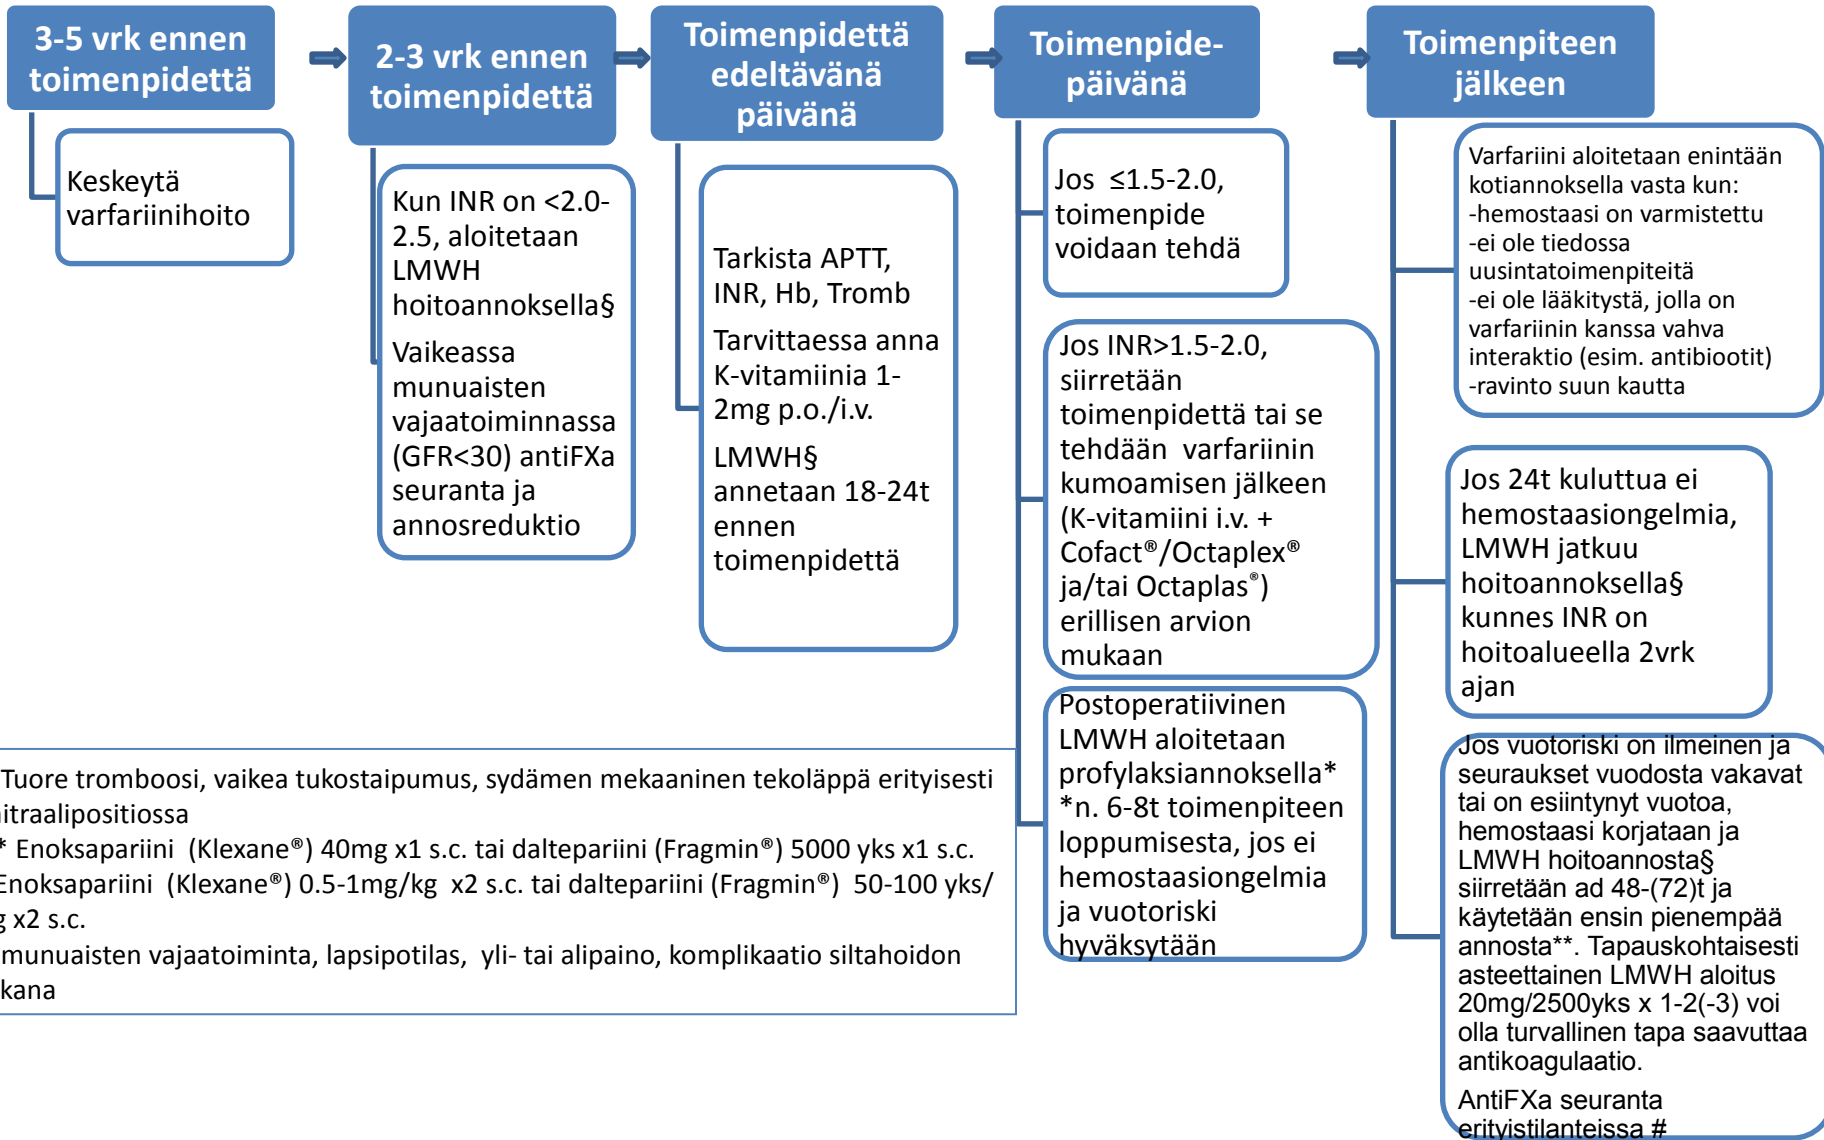 3-5 vrk ennen
toimenpidettä
Keskeytä
varfariinihoito
2-3 vrk ennen
toimenpidettä
Kun INR on <2.0-
2.5, aloitetaan
LMWH
hoitoannoksella§
Vaikeassa
munuaisten
vajaatoiminnassa
(GFR<30) antiFXa
seuranta ja
annosreduktio
Toimenpidettä
edeltävänä
päivänä
Tarkista APTT,
INR, Hb, Tromb
Tarvittaessa anna
K-vitamiinia 1-
2mg p.o./i.v.
LMWH§
annetaan 18-24t
ennen
toimenpidettä
Toimenpide-
päivänä
Jos ≤1.5-2.0,
toimenpide
voidaan tehdä
Jos INR>1.5-2.0,
siirretään
toimenpidettä tai se
tehdään varfariinin
kumoamisen jälkeen
(K-vitamiini i.v. +
Cofact®/Octaplex®
ja/tai Octaplas®)
erillisen arvion
mukaan
Postoperatiivinen
LMWH aloitetaan
profylaksiannoksella*
*n. 6-8t toimenpiteen
loppumisesta, jos ei
hemostaasiongelmia
ja vuotoriski
hyväksytään
Toimenpiteen
jälkeen
Varfariini aloitetaan enintään
kotiannoksella vasta kun:
-hemostaasi on varmistettu
-ei ole tiedossa
uusintatoimenpiteitä
-ei ole lääkitystä, jolla on
varfariinin kanssa vahva
interaktio (esim. antibiootit)
-ravinto suun kautta
Jos 24t kuluttua ei
hemostaasiongelmia,
LMWH jatkuu
hoitoannoksella§
kunnes INR on
hoitoalueella 2vrk
ajan
Jos vuotoriski on ilmeinen ja
seuraukset vuodosta vakavat
tai on esiintynyt vuotoa,
hemostaasi korjataan ja
LMWH hoitoannosta§
siirretään ad 48-(72)t ja
käytetään ensin pienempää
annosta**. Tapauskohtaisesti
asteettainen LMWH aloitus
20mg/2500yks x 1-2(-3) voi
olla turvallinen tapa saavuttaa
antikoagulaatio.
AntiFXa seuranta
erityistilanteissa #
Tuore tromboosi, vaikea tukostaipumus, sydämen mekaaninen tekoläppä erityisesti
itraalipositiossa
* Enoksapariini (Klexane®) 40mg x1 s.c. tai daltepariini (Fragmin®) 5000 yks x1 s.c.
Enoksapariini (Klexane®) 0.5-1mg/kg x2 s.c. tai daltepariini (Fragmin®) 50-100 yks/
g x2 s.c.
munuaisten vajaatoiminta, lapsipotilas, yli- tai alipaino, komplikaatio siltahoidon
kana